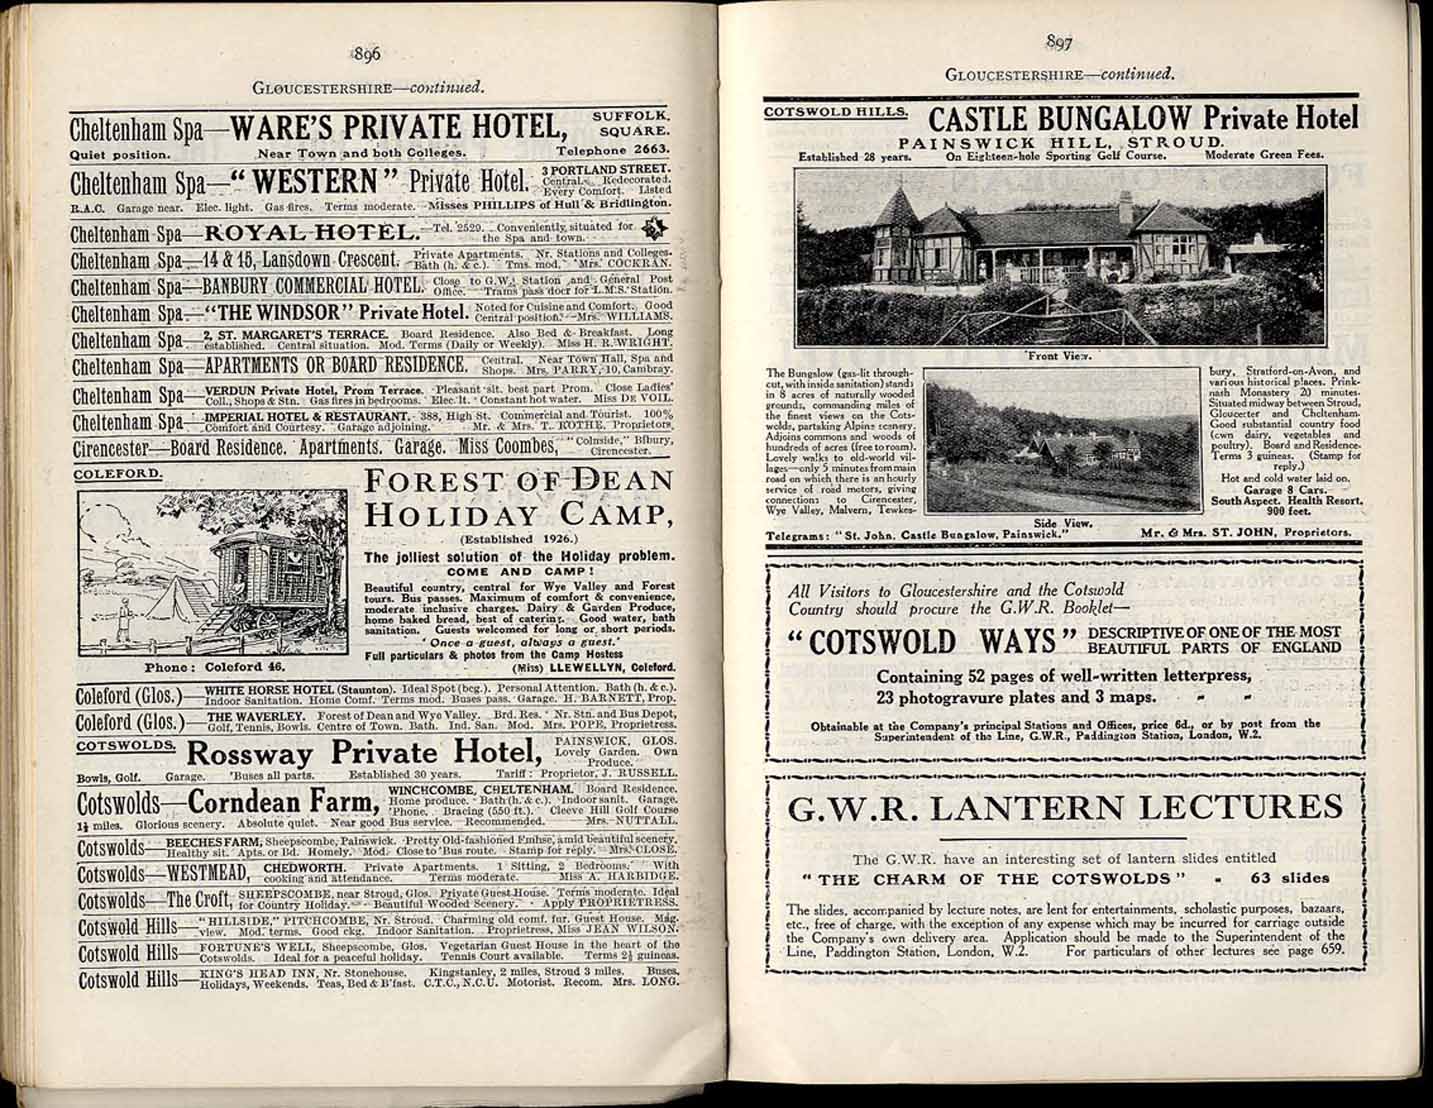 896
GLOUCESTERSHIRE—continued.
Cheltenham Spa—WARE'S PRIVATE HOTEL, SUFFOLK SQUARE.
Quiet position. Near Town and both Colleges. Telephone 2663.
Cheltenham Spa—"WESTERN" Private Hotel. 3 PORTLAND STREET.
Central. Redecorated.
Every Comfort. Listed
R.A.C. Garage near. Elec. light. Gas fires. Terms moderate. Misses PHILLIPS of Hull & Bridlington.
Cheltenham Spa—ROYAL HOTEL.—Tel. 2529. Conveniently situated for
the Spa and town.
Cheltenham Spa—14 & 15, Lansdown Crescent. Private Apartments. Nr. Stations and Colleges.
Bath (h. & c.). Tms. mod. Mrs. COCKRAN.
Cheltenham Spa—BANBURY COMMERCIAL HOTEL. Close to G.W. Station and General Post
Office. Trams pass door for L.M.S. Station.
Cheltenham Spa—"THE WINDSOR" Private Hotel. Noted for Cuisine and Comfort. Good
Central position. Mrs. WILLIAMS.
Cheltenham Spa—2, ST. MARGARET'S TERRACE. Board Residence. Also Bed & Breakfast. Long
established. Central situation. Mod. Terms (Daily or Weekly). Miss H. R. WRIGHT.
Cheltenham Spa—APARTMENTS OR BOARD RESIDENCE. Central. Near Town Hall, Spa and
Shops. Mrs. PARRY, 10, Cambray.
Cheltenham Spa—VERDUN Private Hotel, Prom Terrace. Pleasant sit. best part Prom. Close Ladies'
Coll., Shops & Stn. Gas fires in bedrooms. Elec. lt. Constant hot water. Miss DE VOIL.
Cheltenham Spa—IMPERIAL HOTEL & RESTAURANT. 388, High St. Commercial and Tourist. 100%
Comfort and Courtesy. Garage adjoining. Mr. & Mrs. T. ROTHE, Proprietors.
Cirencester—Board Residence. Apartments. Garage. Miss Coombes, "Colnside," Bibury,
Cirencester.
COLEFORD.
FOREST OF DEAN
HOLIDAY CAMP,
(Established 1926.)
The jolliest solution of the Holiday problem.
COME AND CAMP!
Beautiful country, central for Wye Valley and Forest
tours. Bus passes. Maximum of comfort & convenience,
moderate inclusive charges. Dairy & Garden Produce,
home baked bread, best of catering. Good water, bath
sanitation. Guests welcomed for long or short periods.
'Once a guest, always a guest.'
Full particulars & photos from the Camp Hostess
(Miss) LLEWELLYN, Coleford.
Phone: Coleford 46.
Coleford (Glos.)—WHITE HORSE HOTEL (Staunton). Ideal Spot (bcg.). Personal Attention. Bath (h. & c.).
Indoor Sanitation. Home Comf. Terms mod. Buses pass. Garage. H. BARNETT, Prop.
Coleford (Glos.)—THE WAVERLEY. Forest of Dean and Wye Valley. Brd. Res. Nr. Stn. and Bus Depot,
Golf, Tennis, Bowls. Centre of Town. Bath. Ind. San. Mod. Mrs. POPE, Proprietress.
COTSWOLDS. Rossway Private Hotel, PAINSWICK, GLOS.
Lovely Garden. Own
Produce.
Bowls, Golf. Garage. 'Buses all parts. Established 30 years. Tariff: Proprietor, J. RUSSELL.
Cotswolds—Corndean Farm, WINCHCOMBE, CHELTENHAM. Board Residence.
Home produce. Bath (h. & c.). Indoor sanit. Garage.
'Phone. Bracing (550 ft.). Cleeve Hill Golf Course
1½ miles. Glorious scenery. Absolute quiet. Near good Bus service. Recommended. Mrs. NUTTALL.
Cotswolds—BEECHES FARM, Sheepscombe, Painswick. Pretty Old-fashioned Fmhse, amid beautiful scenery.
Healthy sit. Apts. or Bd. Homely. Mod. Close to 'Bus route. Stamp for reply. Mrs. CLOSE.
Cotswolds—WESTMEAD, CHEDWORTH. Private Apartments. 1 Sitting, 2 Bedrooms. With
cooking and attendance. Terms moderate. Miss A. HARBIDGE.
Cotswolds—The Croft, SHEEPSCOMBE, near Stroud, Glos. Private Guest House. Terms moderate. Ideal
for Country Holiday. Beautiful Wooded Scenery. Apply PROPRIETRESS.
Cotswold Hills—"HILLSIDE," PITCHCOMBE, Nr. Stroud. Charming old comf. fur. Guest House. Mag.
view. Mod. terms. Good ckg. Indoor Sanitation. Proprietress, Miss JEAN WILSON.
Cotswold Hills—FORTUNE'S WELL, Sheepscombe, Glos. Vegetarian Guest House in the heart of the
Cotswolds. Ideal for a peaceful holiday. Tennis Court available. Terms 2½ guineas.
Cotswold Hills—KING'S HEAD INN, Nr. Stonehouse. Kingstanley, 2 miles, Stroud 3 miles. Buses.
Holidays, Weekends. Teas, Bed & B'fast. C.T.C., N.C.U. Motorist. Recom. Mrs. LONG.
897
GLOUCESTERSHIRE—continued.
COTSWOLD HILLS. CASTLE BUNGALOW Private Hotel
PAINSWICK HILL, STROUD.
Established 28 years. On Eighteen-hole Sporting Golf Course. Moderate Green Fees.
Front View.
The Bungalow (gas-lit through-
out, with inside sanitation) stands
in 8 acres of naturally wooded
grounds, commanding miles of
the finest views on the Cots-
wolds, partaking Alpine scenery.
Adjoins commons and woods of
hundreds of acres (free to roam).
Lovely walks to old-world vil-
lages—only 5 minutes from main
road on which there is an hourly
service of road motors, giving
connections to Cirencester,
Wye Valley, Malvern, Tewkes-
bury, Stratford-on-Avon, and
various historical places. Prink-
nash Monastery 20 minutes.
Situated midway between Stroud,
Gloucester and Cheltenham.
Good substantial country food
(own dairy, vegetables and
poultry). Board and Residence.
Terms 3 guineas. (Stamp for
reply.)
Hot and cold water laid on.
Garage 8 Cars.
South Aspect. Health Resort,
900 feet.
Side View.
Telegrams: "St. John, Castle Bungalow, Painswick." Mr. & Mrs. ST. JOHN, Proprietors.
All Visitors to Gloucestershire and the Cotswold
Country should procure the G.W.R. Booklet—
"COTSWOLD WAYS" DESCRIPTIVE OF ONE OF THE MOST
BEAUTIFUL PARTS OF ENGLAND
Containing 52 pages of well-written letterpress,
23 photogravure plates and 3 maps.
Obtainable at the Company's principal Stations and Offices, price 6d., or by post from the
Superintendent of the Line, G.W.R., Paddington Station, London, W.2.
G.W.R. LANTERN LECTURES
The G.W.R. have an interesting set of lantern slides entitled
"THE CHARM OF THE COTSWOLDS" - 63 slides
The slides, accompanied by lecture notes, are lent for entertainments, scholastic purposes, bazaars,
etc., free of charge, with the exception of any expense which may be incurred for carriage outside
the Company's own delivery area. Application should be made to the Superintendent of the
Line, Paddington Station, London, W.2. For particulars of other lectures see page 659.